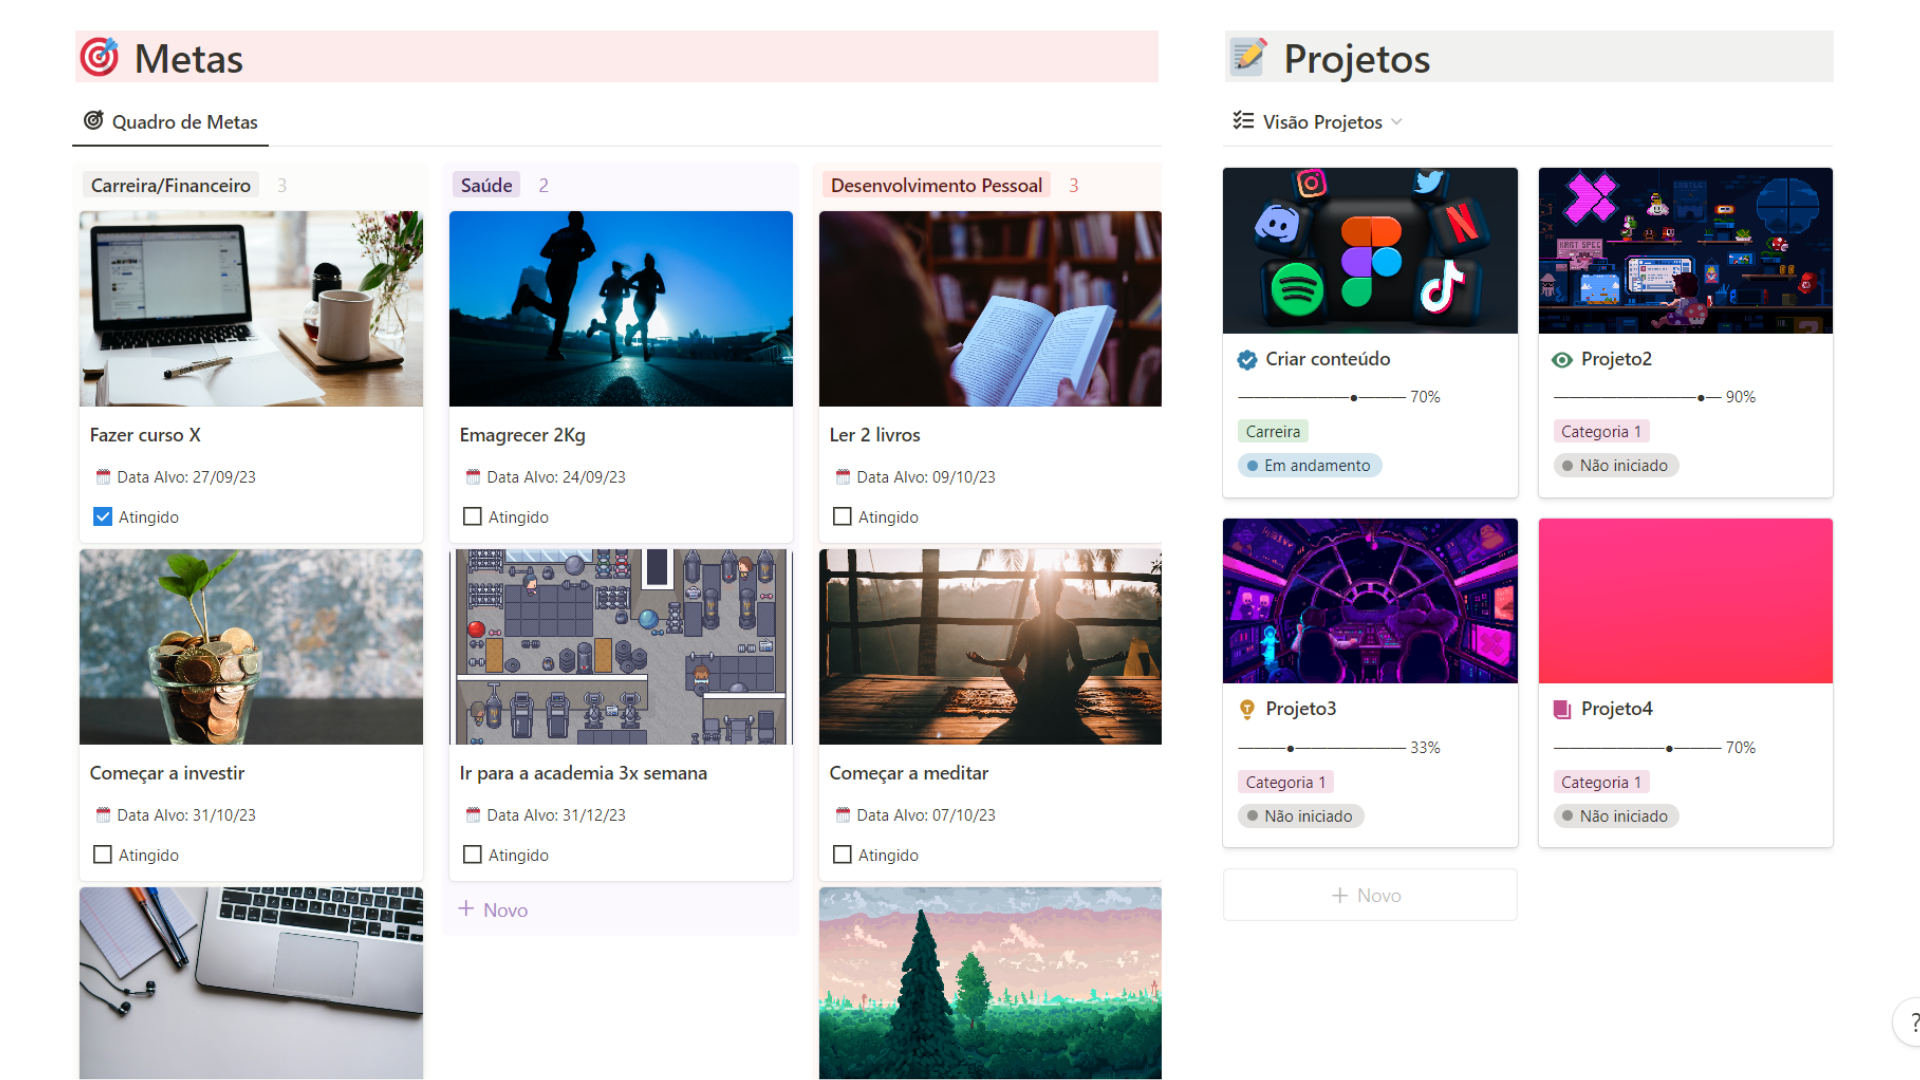 Metas
Quadro de Metas
Carreira/Financeiro 3
Fazer curso X
Data Alvo: 27/09/23
Atingido
Começar a investir
Data Alvo: 31/10/23
Atingido
Saúde 2
Emagrecer 2Kg
Data Alvo: 24/09/23
Atingido
Ir para a academia 3x semana
Data Alvo: 31/12/23
Atingido
+ Novo
Desenvolvimento Pessoal 3
Ler 2 livros
Data Alvo: 09/10/23
Atingido
Começar a meditar
Data Alvo: 07/10/23
Atingido
Projetos
Visão Projetos
Criar conteúdo
70%
Carreira
Em andamento
Projeto2
90%
Categoria 1
Não iniciado
Projeto3
33%
Categoria 1
Não iniciado
Projeto4
70%
Categoria 1
Não iniciado
+ Novo
?